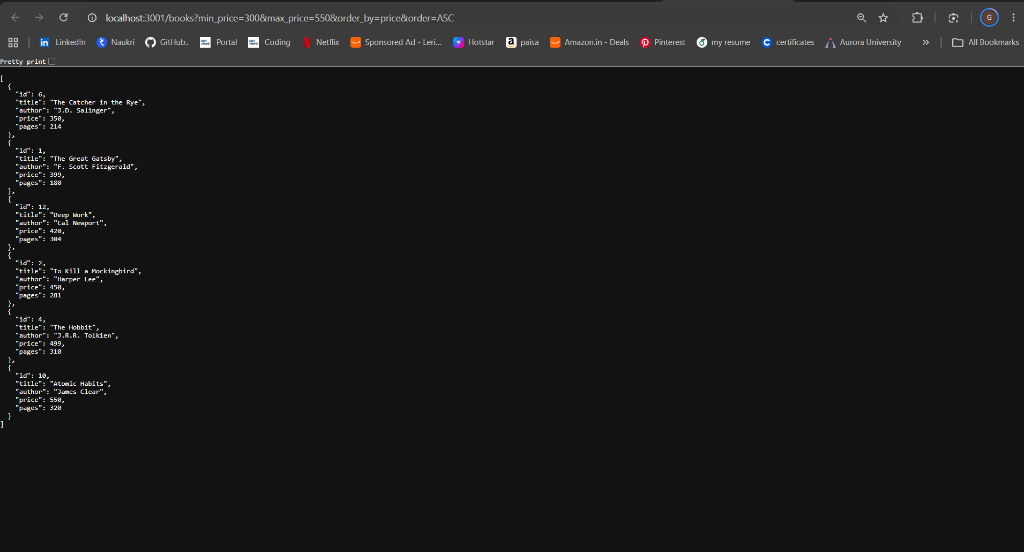 localhost:3001/books?min_price=300&max_price=550&order_by=price&order=ASC
LinkedIn Naukri GitHub.. Portal Coding Netflix Sponsored Ad - Leri... Hotstar paisa Amazon.in - Deals Pinterest my resume certificates Aurora University » All Bookmarks
Pretty print
[
{
"id": 6,
"title": "The Catcher in the Rye",
"author": "J.D. Salinger",
"price": 350,
"pages": 214
},
{
"id": 1,
"title": "The Great Gatsby",
"author": "F. Scott Fitzgerald",
"price": 399,
"pages": 180
},
{
"id": 12,
"title": "Deep Work",
"author": "Cal Newport",
"price": 420,
"pages": 304
},
{
"id": 2,
"title": "To Kill a Mockingbird",
"author": "Harper Lee",
"price": 450,
"pages": 281
},
{
"id": 4,
"title": "The Hobbit",
"author": "J.R.R. Tolkien",
"price": 499,
"pages": 310
},
{
"id": 10,
"title": "Atomic Habits",
"author": "James Clear",
"price": 550,
"pages": 320
}
]